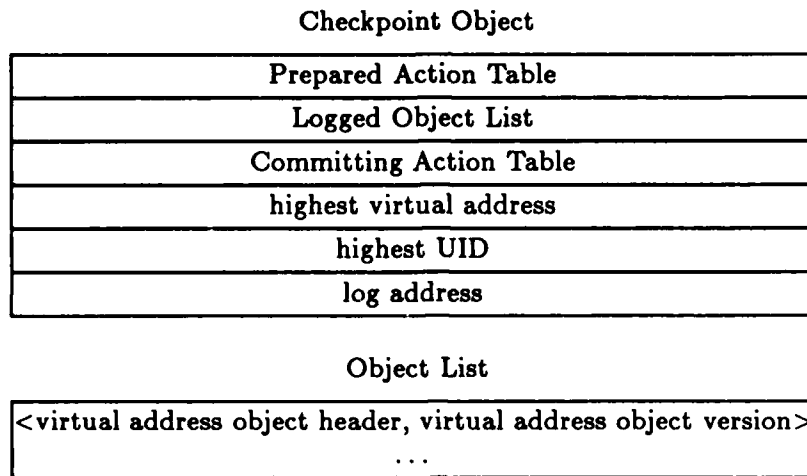 Checkpoint Object
Prepared Action Table
Logged Object List
Committing Action Table
highest virtual address
highest UID
log address
Object List
<virtual address object header, virtual address object version>
...